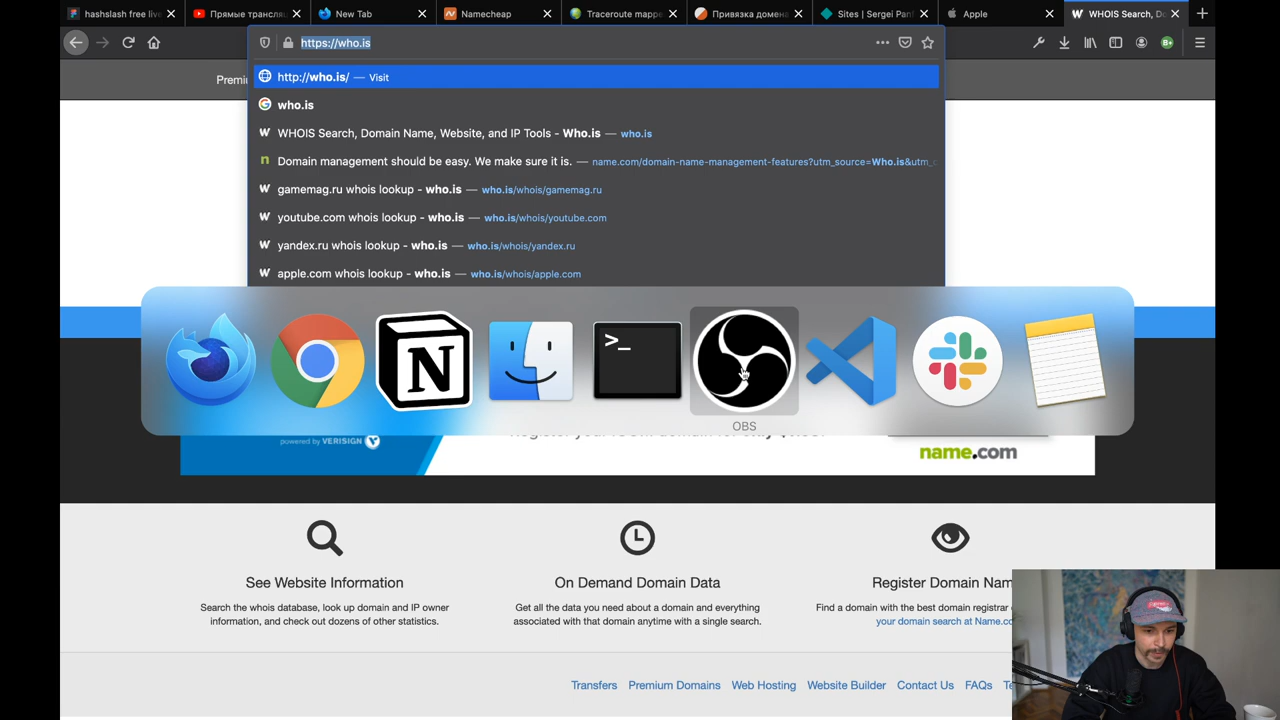 hashslash free live
Прямые трансляц
New Tab
Namecheap
Traceroute mappe
Привязка домена
Sites | Sergei Panf
Apple
WHOIS Search, Do
https://who.is
http://who.is/ — Visit
Premi
who.is
WHOIS Search, Domain Name, Website, and IP Tools - Who.is — who.is
Domain management should be easy. We make sure it is. — name.com/domain-name-management-features?utm_source=Who.is&utm_c
gamemag.ru whois lookup - who.is — who.is/whois/gamemag.ru
youtube.com whois lookup - who.is — who.is/whois/youtube.com
yandex.ru whois lookup - who.is — who.is/whois/yandex.ru
apple.com whois lookup - who.is — who.is/whois/apple.com
N
>_
OBS
powered by VERISIGN
name.com
See Website Information
On Demand Domain Data
Register Domain Nam
Search the whois database, look up domain and IP owner
information, and check out dozens of other statistics.
Get all the data you need about a domain and everything
associated with that domain anytime with a single search.
Find a domain with the best domain registrar
your domain search at Name.co
Transfers Premium Domains Web Hosting Website Builder Contact Us FAQs Te